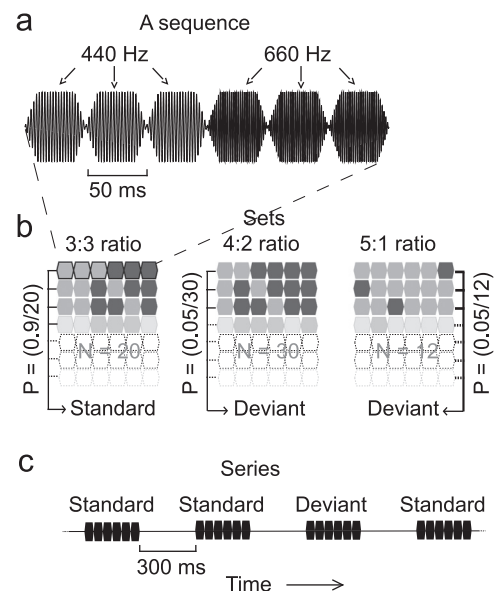 a
A sequence
440 Hz 660 Hz
50 ms
b
Sets
3:3 ratio 4:2 ratio 5:1 ratio
P = (0.9/20)
N = 20
Standard
P = (0.05/30)
N = 30
Deviant
N = 12
P = (0.05/12)
Deviant
c
Series
Standard Standard Deviant Standard
300 ms
Time